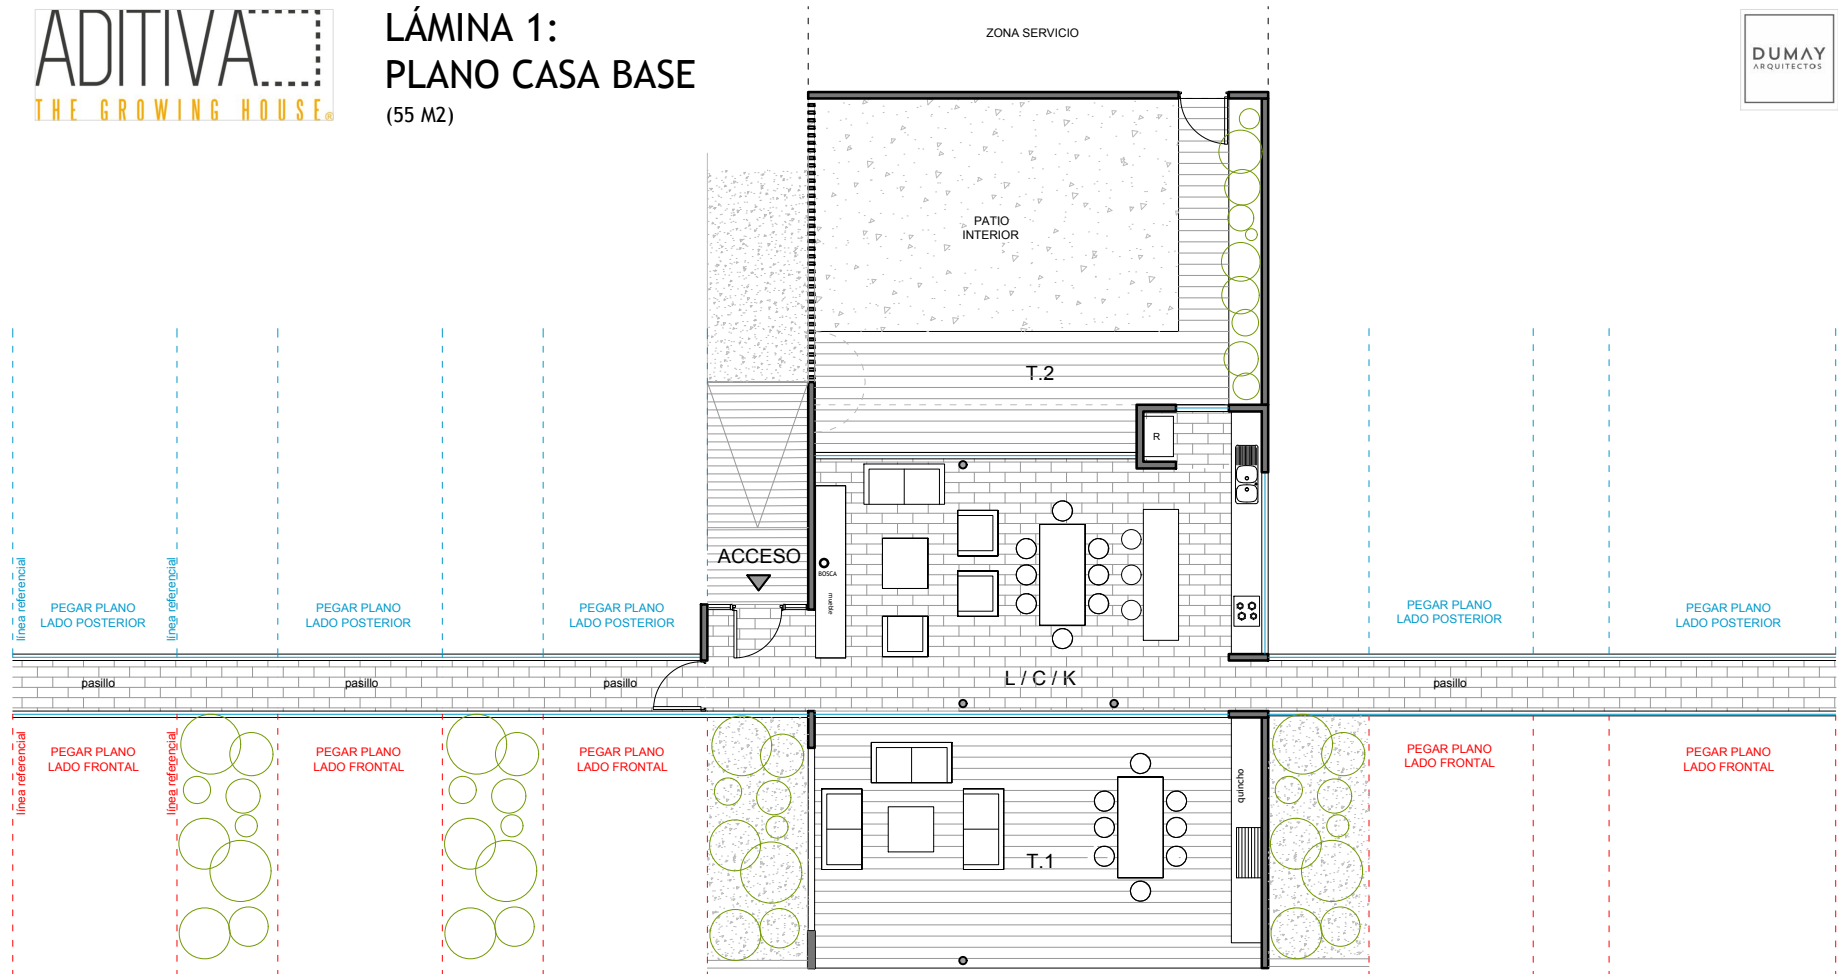 ADITIVA
THE GROWING HOUSE®
LÁMINA 1:
PLANO CASA BASE
(55 M2)
ZONA SERVICIO
DUMAY
ARQUITECTOS
PATIO
INTERIOR
T.2
R
ACCESO
BOSCA
mueble
línea referencial
PEGAR PLANO
LADO POSTERIOR
línea referencial
PEGAR PLANO
LADO POSTERIOR
PEGAR PLANO
LADO POSTERIOR
PEGAR PLANO
LADO POSTERIOR
PEGAR PLANO
LADO POSTERIOR
pasillo
pasillo
pasillo
L / C / K
pasillo
línea referencial
PEGAR PLANO
LADO FRONTAL
línea referencial
PEGAR PLANO
LADO FRONTAL
PEGAR PLANO
LADO FRONTAL
quincho
PEGAR PLANO
LADO FRONTAL
PEGAR PLANO
LADO FRONTAL
T.1